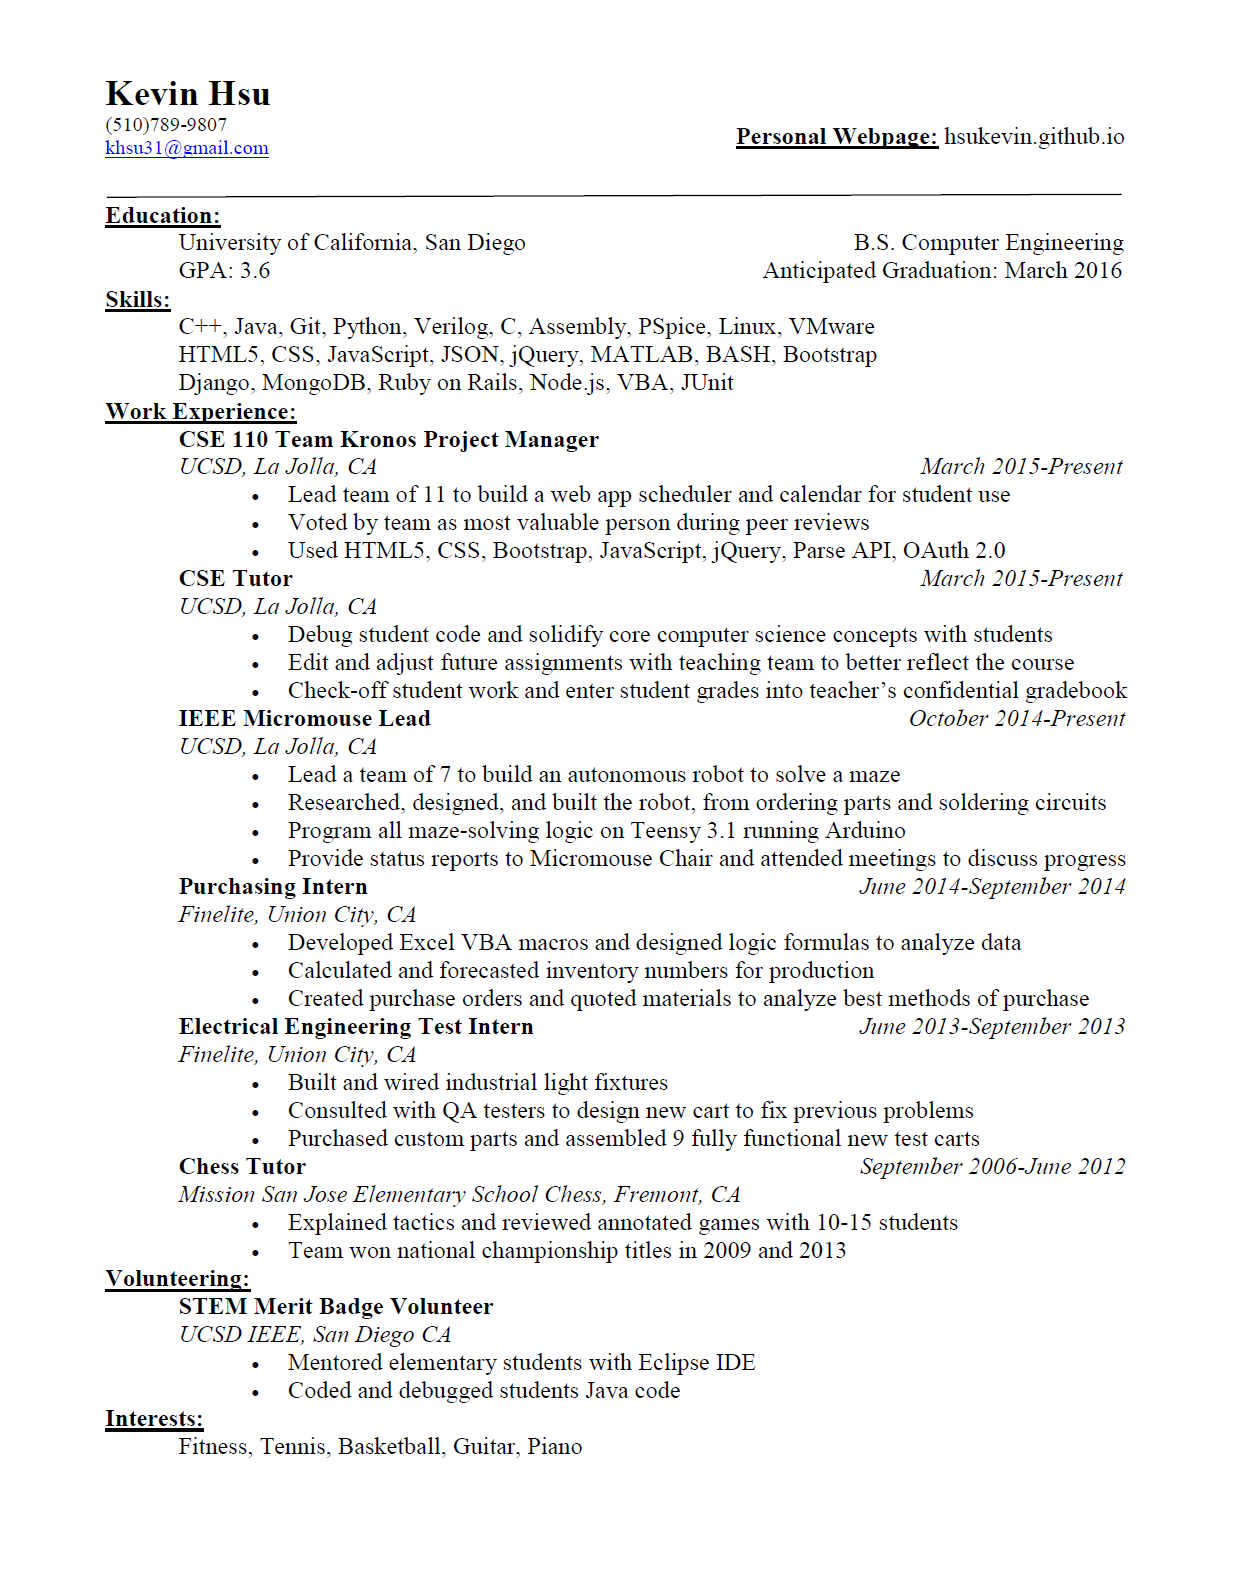 Kevin Hsu
(510)789-9807
khsu31@gmail.com
Personal Webpage: hsukevin.github.io
Education:
University of California, San Diego B.S. Computer Engineering
GPA: 3.6 Anticipated Graduation: March 2016
Skills:
C++, Java, Git, Python, Verilog, C, Assembly, PSpice, Linux, VMware
HTML5, CSS, JavaScript, JSON, jQuery, MATLAB, BASH, Bootstrap
Django, MongoDB, Ruby on Rails, Node.js, VBA, JUnit
Work Experience:
CSE 110 Team Kronos Project Manager
UCSD, La Jolla, CA March 2015-Present
• Lead team of 11 to build a web app scheduler and calendar for student use
• Voted by team as most valuable person during peer reviews
• Used HTML5, CSS, Bootstrap, JavaScript, jQuery, Parse API, OAuth 2.0
CSE Tutor March 2015-Present
UCSD, La Jolla, CA
• Debug student code and solidify core computer science concepts with students
• Edit and adjust future assignments with teaching team to better reflect the course
• Check-off student work and enter student grades into teacher’s confidential gradebook
IEEE Micromouse Lead October 2014-Present
UCSD, La Jolla, CA
• Lead a team of 7 to build an autonomous robot to solve a maze
• Researched, designed, and built the robot, from ordering parts and soldering circuits
• Program all maze-solving logic on Teensy 3.1 running Arduino
• Provide status reports to Micromouse Chair and attended meetings to discuss progress
Purchasing Intern June 2014-September 2014
Finelite, Union City, CA
• Developed Excel VBA macros and designed logic formulas to analyze data
• Calculated and forecasted inventory numbers for production
• Created purchase orders and quoted materials to analyze best methods of purchase
Electrical Engineering Test Intern June 2013-September 2013
Finelite, Union City, CA
• Built and wired industrial light fixtures
• Consulted with QA testers to design new cart to fix previous problems
• Purchased custom parts and assembled 9 fully functional new test carts
Chess Tutor September 2006-June 2012
Mission San Jose Elementary School Chess, Fremont, CA
• Explained tactics and reviewed annotated games with 10-15 students
• Team won national championship titles in 2009 and 2013
Volunteering:
STEM Merit Badge Volunteer
UCSD IEEE, San Diego CA
• Mentored elementary students with Eclipse IDE
• Coded and debugged students Java code
Interests:
Fitness, Tennis, Basketball, Guitar, Piano